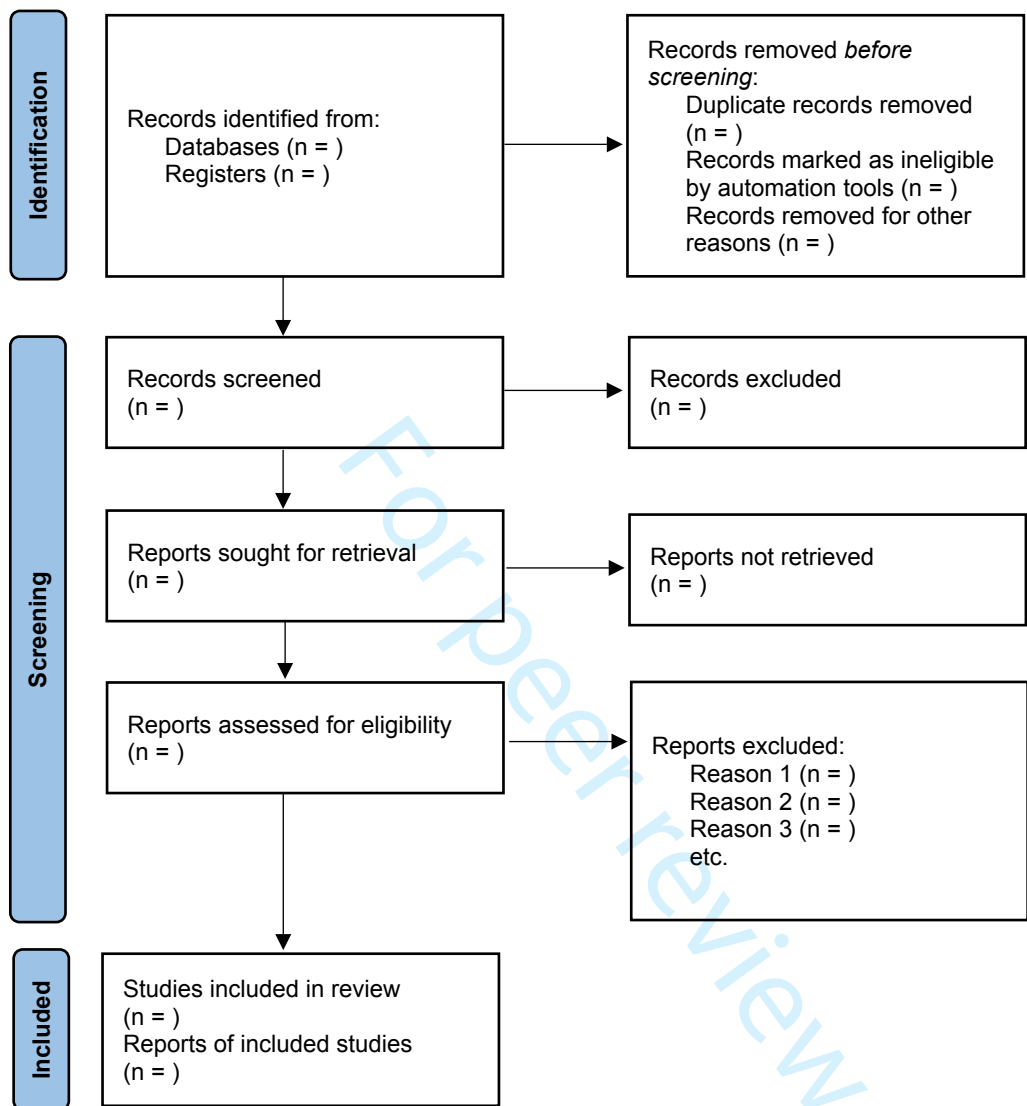 Identification
Records identified from:
Databases (n = )
Registers (n = )
Records removed before
screening:
Duplicate records removed
(n = )
Records marked as ineligible
by automation tools (n = )
Records removed for other
reasons (n = )
Screening
Records screened
(n = )
Records excluded
(n = )
Reports sought for retrieval
(n = )
Reports not retrieved
(n = )
Reports assessed for eligibility
(n = )
Reports excluded:
Reason 1 (n = )
Reason 2 (n = )
Reason 3 (n = )
etc.
Included
Studies included in review
(n = )
Reports of included studies
(n = )
For peer review